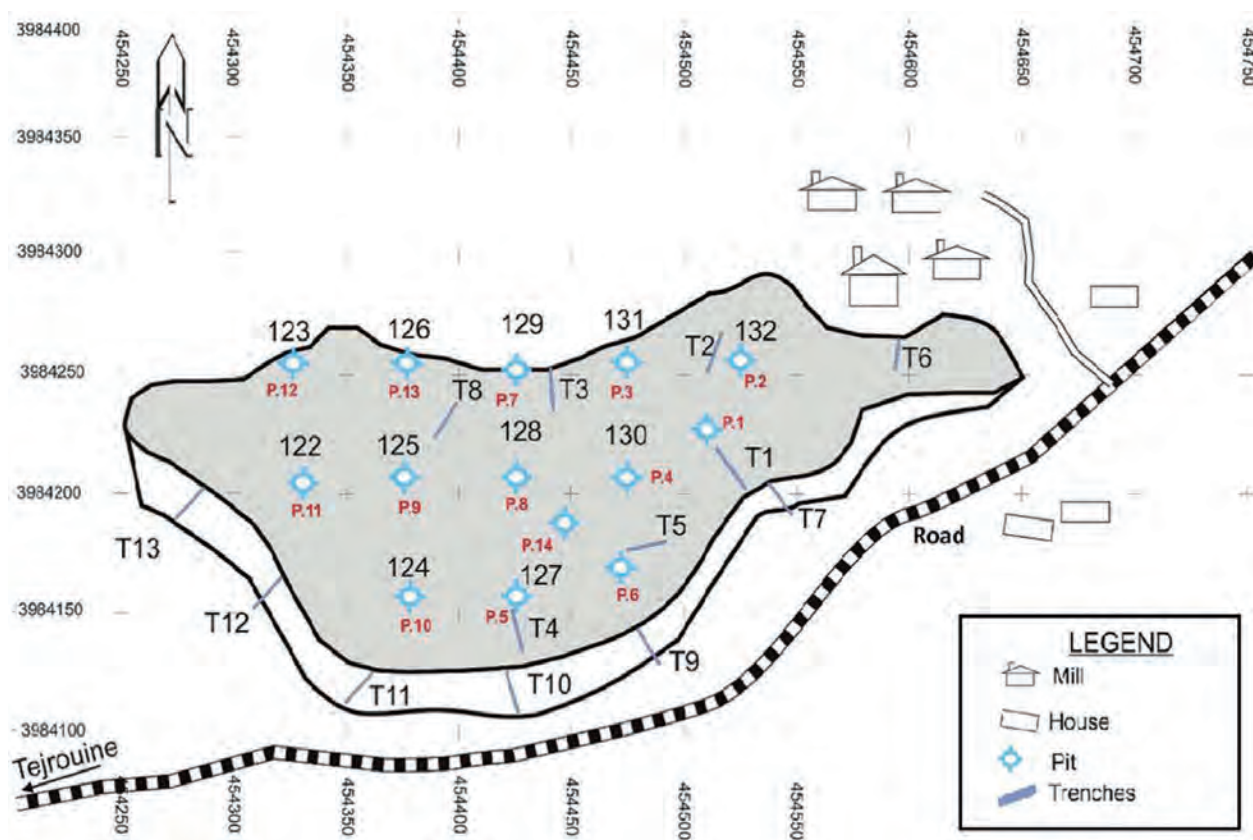 3984400
454250
454300
454350
454400
454450
454500
454550
454600
454650
454700
454750
N
3984350
3984300
3984250
3984200
3984150
3984100
123
126
129
131
132
T2
T6
P.12
P.13
T8
P.7
T3
P.3
P.2
P.1
122
125
128
130
T1
P.11
P.9
P.8
P.4
T7
T13
P.14
T5
Road
124
127
P.6
T12
P.10
P.5
T4
T9
T11
T10
Tejrouine
454250
454300
454350
454400
454450
454500
454550
LEGEND
Mill
House
Pit
Trenches